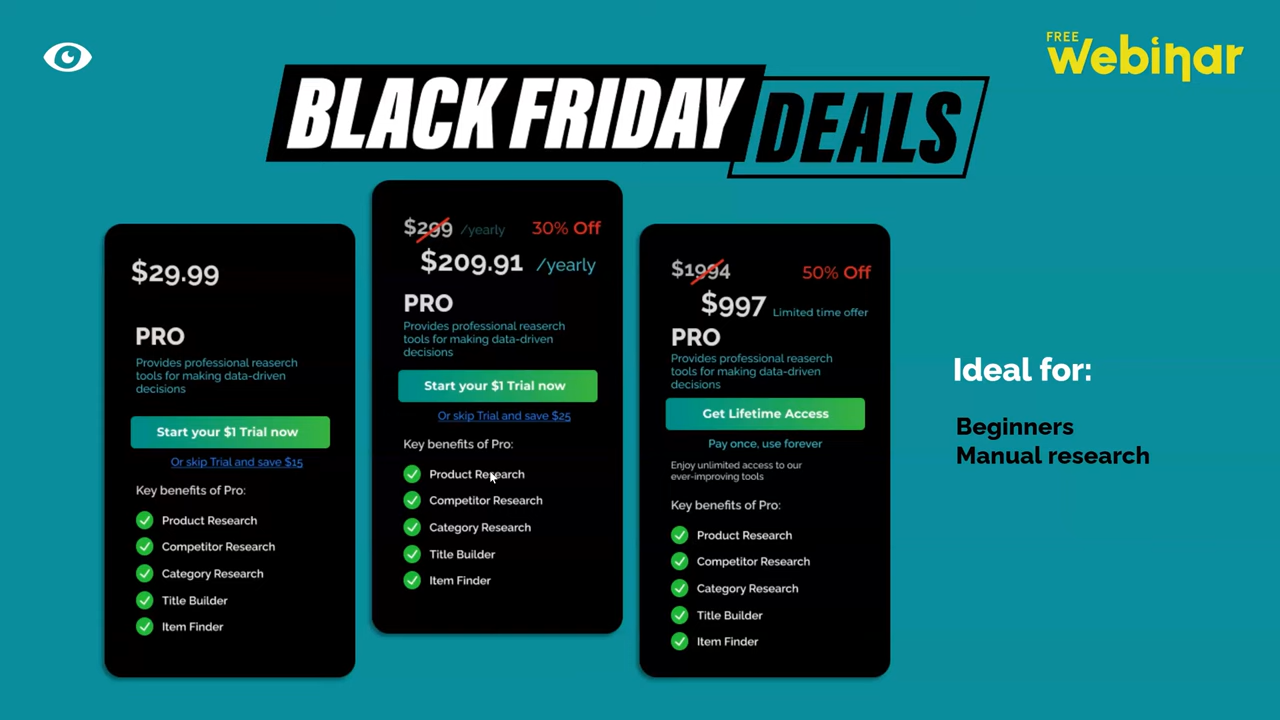 FREE
webinar
BLACK FRIDAY
DEALS
$29.99
PRO
Provides professional reaserch
tools for making data-driven
decisions
Start your $1 Trial now
Or skip Trial and save $15
Key benefits of Pro:
Product Research
Competitor Research
Category Research
Title Builder
Item Finder
$299 /yearly 30% Off
$209.91 /yearly
PRO
Provides professional reaserch
tools for making data-driven
decisions
Start your $1 Trial now
Or skip Trial and save $25
Key benefits of Pro:
Product Research
Competitor Research
Category Research
Title Builder
Item Finder
$1994 50% Off
$997 Limited time offer
PRO
Provides professional reaserch
tools for making data-driven
decisions
Get Lifetime Access
Pay once, use forever
Enjoy unlimited access to our
ever-improving tools
Key benefits of Pro:
Product Research
Competitor Research
Category Research
Title Builder
Item Finder
Ideal for:
Beginners
Manual research